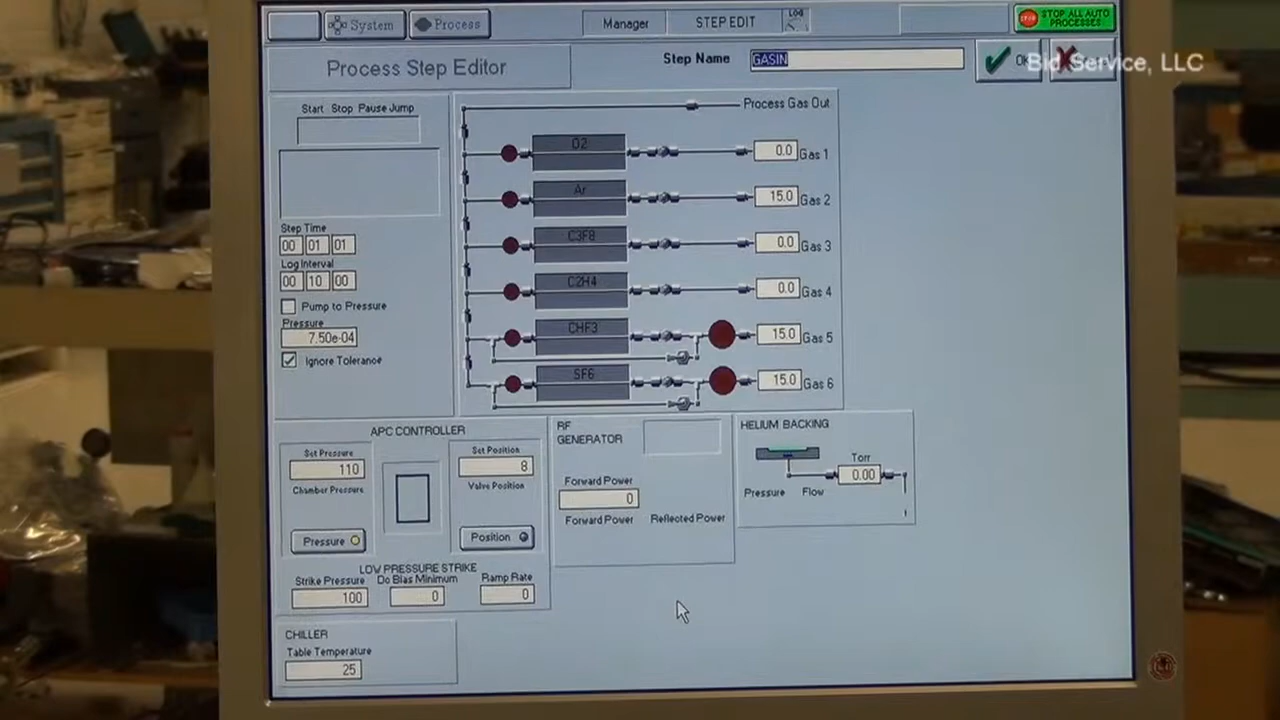 System
Process
Manager
STEP EDIT
LOG
STOP
STOP ALL AUTO
PROCESSES
Process Step Editor
Step Name
GASIN
Bid Service, LLC
Start Stop Pause Jump
Process Gas Out
O2
0.0
Gas 1
Ar
15.0
Gas 2
C3F8
0.0
Gas 3
C2H4
0.0
Gas 4
CHF3
15.0
Gas 5
SF6
15.0
Gas 6
Step Time
00 01 01
Log Interval
00 10 00
Pump to Pressure
Pressure
7.50e-04
Ignore Tolerance
APC CONTROLLER
Set Pressure
110
Chamber Pressure
Pressure
Set Position
8
Valve Position
Position
LOW PRESSURE STRIKE
Strike Pressure
100
Dc Bias Minimum
0
Ramp Rate
0
RF
GENERATOR
Forward Power
0
Forward Power
Reflected Power
HELIUM BACKING
Torr
0.00
Pressure
Flow
CHILLER
Table Temperature
25